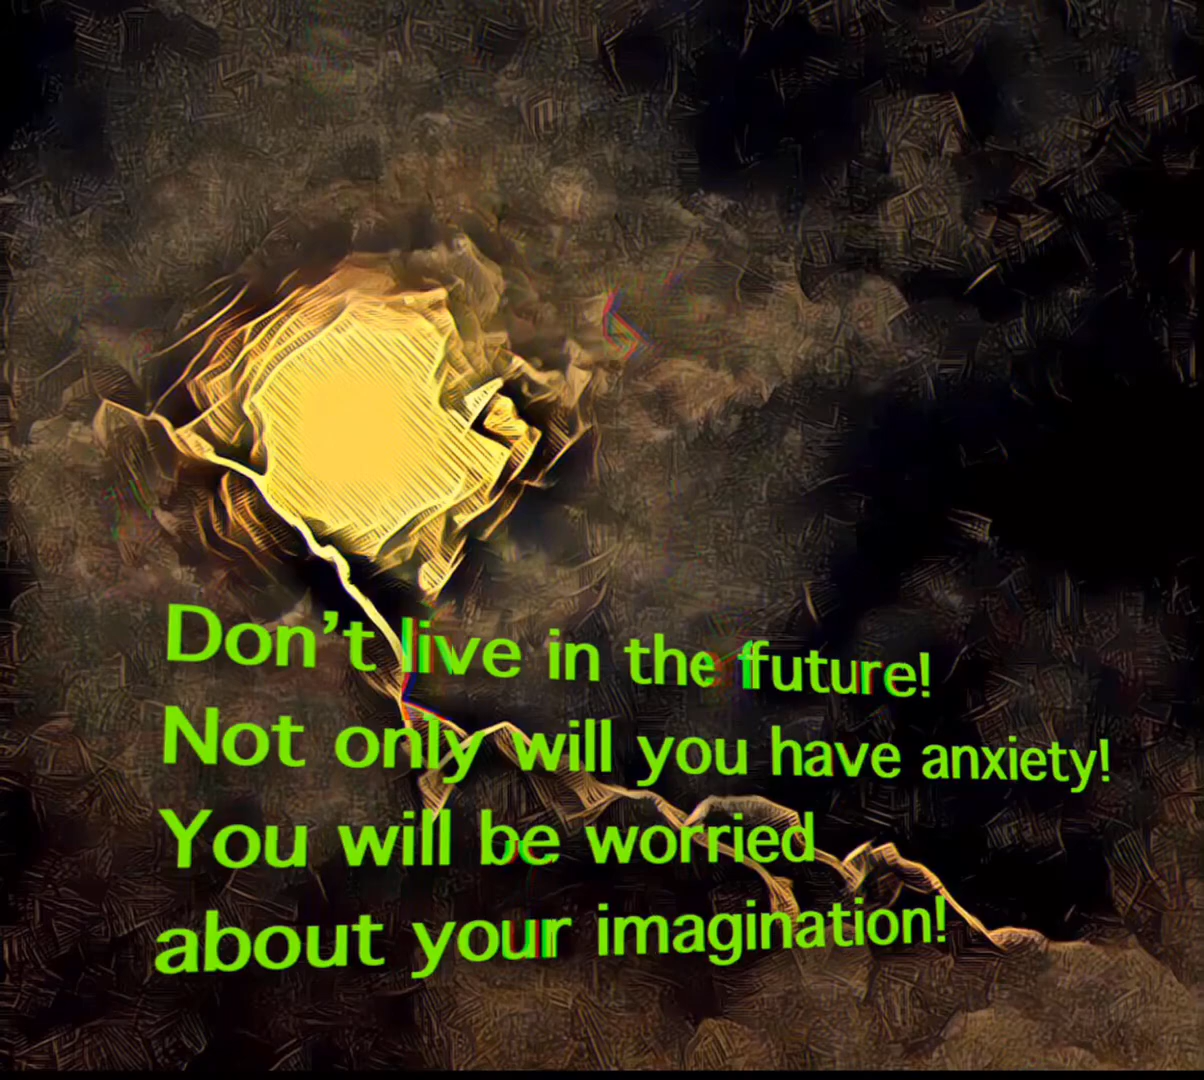 Don't live in the future!
Not only will you have anxiety!
You will be worried
about your imagination!